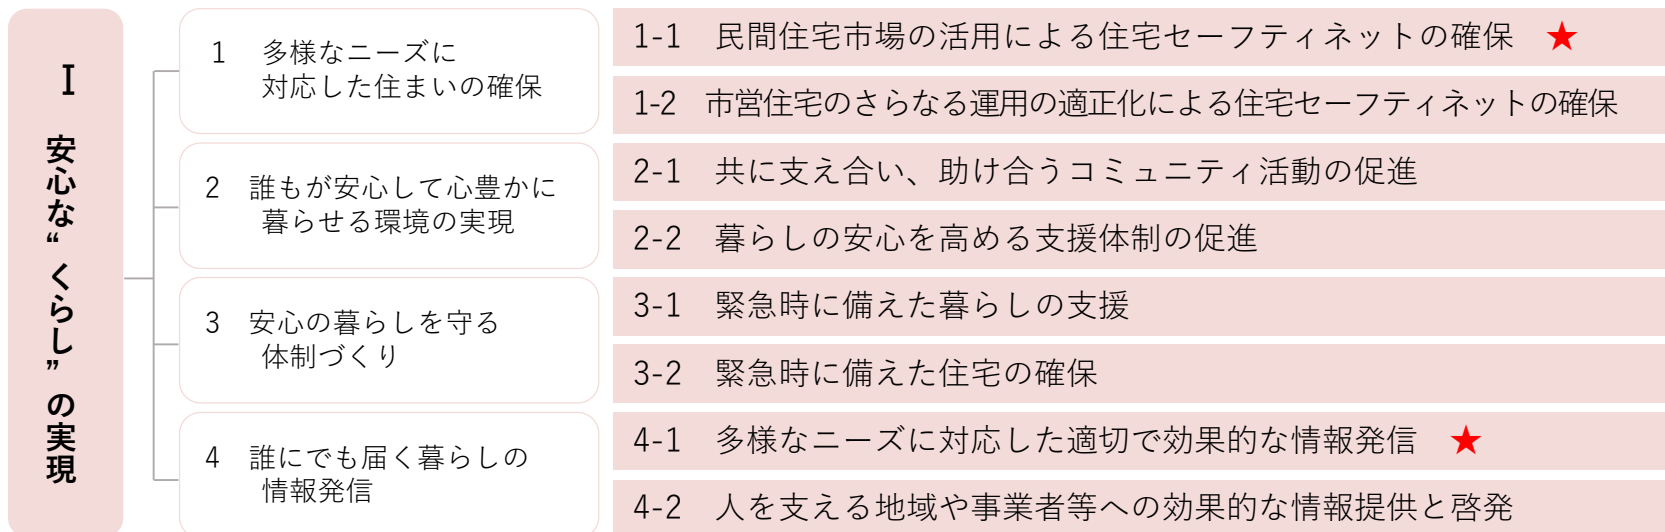 Ⅰ 安心な“くらし”の実現
1 多様なニーズに
対応した住まいの確保
1-1 民間住宅市場の活用による住宅セーフティネットの確保 ★
1-2 市営住宅のさらなる運用の適正化による住宅セーフティネットの確保
2 誰もが安心して心豊かに
暮らせる環境の実現
2-1 共に支え合い、助け合うコミュニティ活動の促進
2-2 暮らしの安心を高める支援体制の促進
3 安心の暮らしを守る
体制づくり
3-1 緊急時に備えた暮らしの支援
3-2 緊急時に備えた住宅の確保
4 誰にでも届く暮らしの
情報発信
4-1 多様なニーズに対応した適切で効果的な情報発信 ★
4-2 人を支える地域や事業者等への効果的な情報提供と啓発